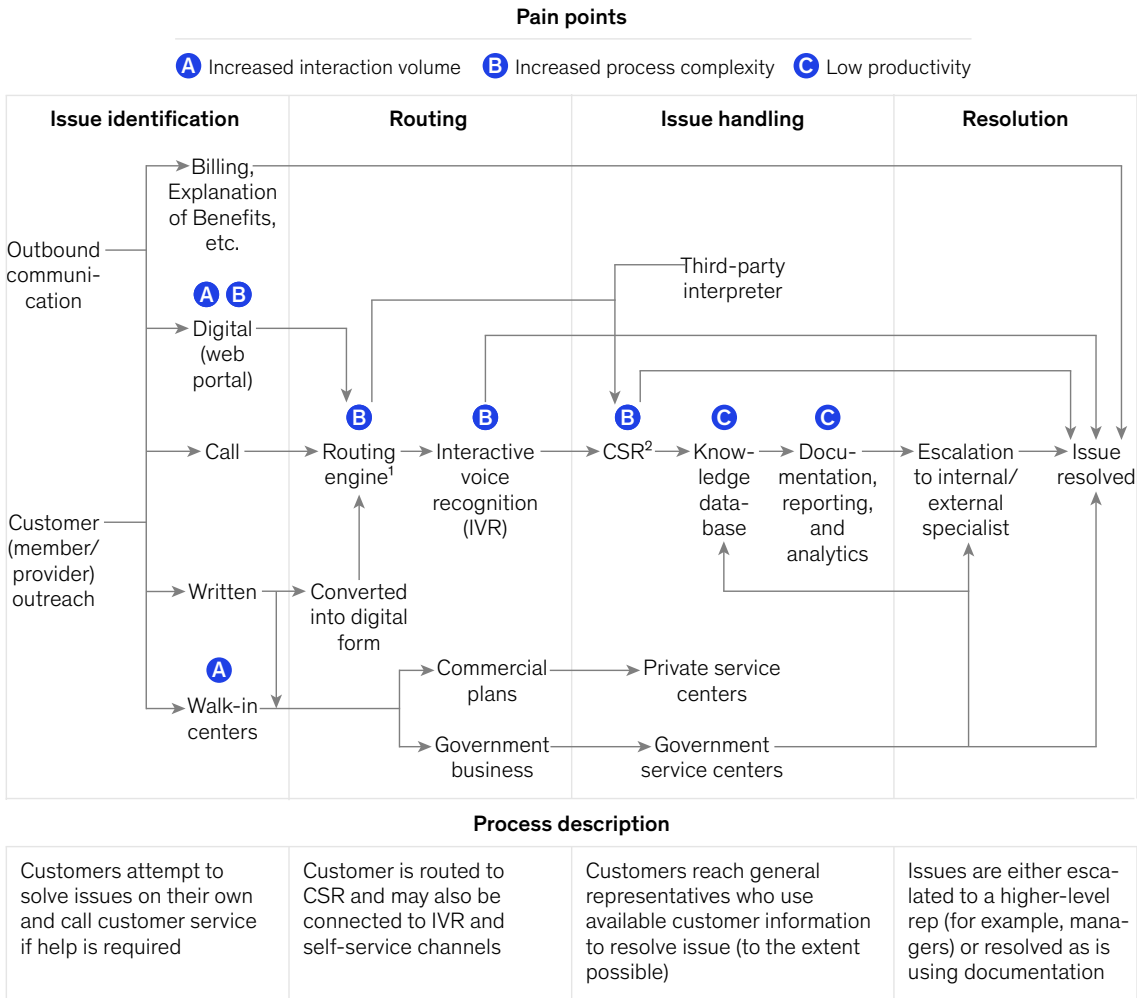 Pain points
A Increased interaction volume B Increased process complexity C Low productivity
Issue identification
Routing
Issue handling
Resolution
Billing,
Explanation
of Benefits,
etc.
Outbound
communi-
cation
Third-party
interpreter
A B
Digital
(web
portal)
B
B
B
C
C
Call
Routing
engine¹
Interactive
voice
recognition
(IVR)
CSR²
Know-
ledge
data-
base
Docu-
mentation,
reporting,
and
analytics
Escalation
to internal/
external
specialist
Issue
resolved
Customer
(member/
provider)
outreach
Written
Converted
into digital
form
A
Walk-in
centers
Commercial
plans
Private service
centers
Government
business
Government
service centers
Process description
Customers attempt to
solve issues on their own
and call customer service
if help is required
Customer is routed to
CSR and may also be
connected to IVR and
self-service channels
Customers reach general
representatives who use
available customer information
to resolve issue (to the extent
possible)
Issues are either esca-
lated to a higher-level
rep (for example, mana-
gers) or resolved as is
using documentation